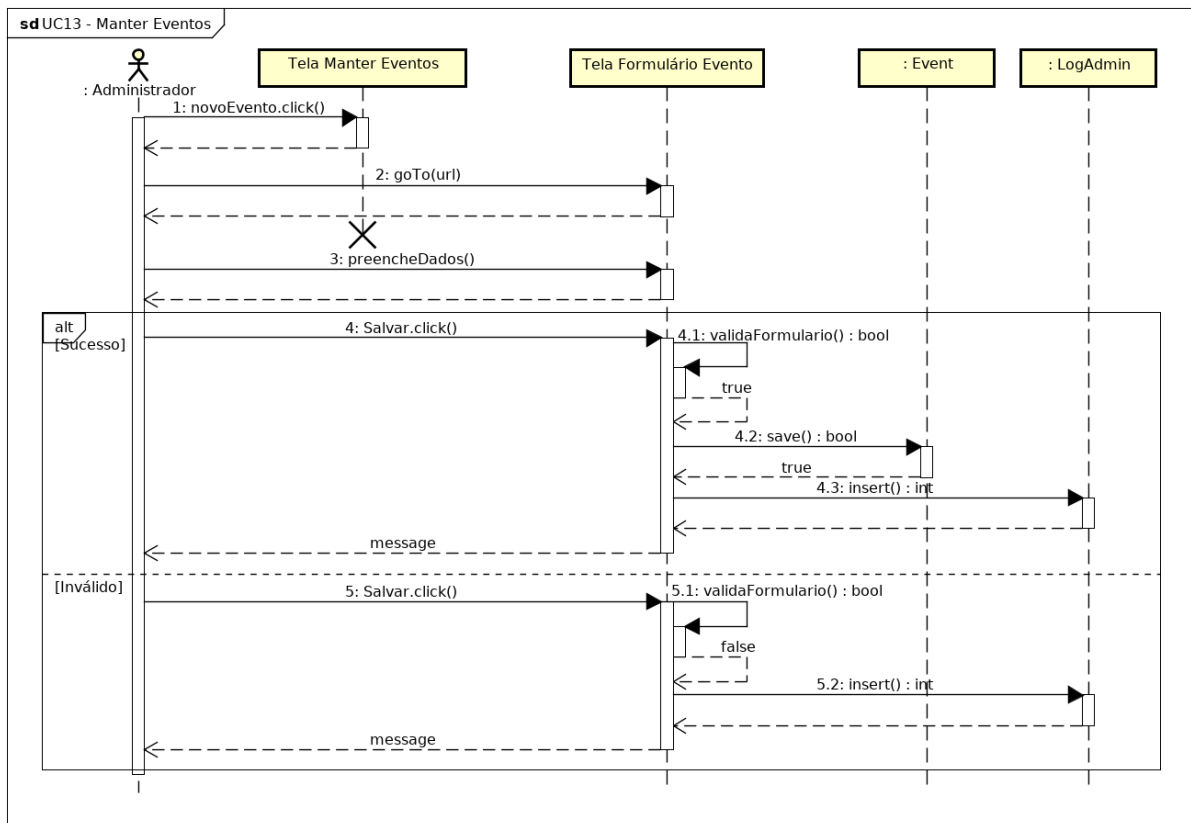 sd UC13 - Manter Eventos
Tela Manter Eventos
Tela Formulário Evento
: Event
: LogAdmin
: Administrador
1: novoEvento.click()
2: goTo(url)
3: preencheDados()
alt
[Sucesso]
4: Salvar.click()
4.1: validaFormulario() : bool
true
4.2: save() : bool
true
4.3: insert() : int
message
[Inválido]
5: Salvar.click()
5.1: validaFormulario() : bool
false
5.2: insert() : int
message